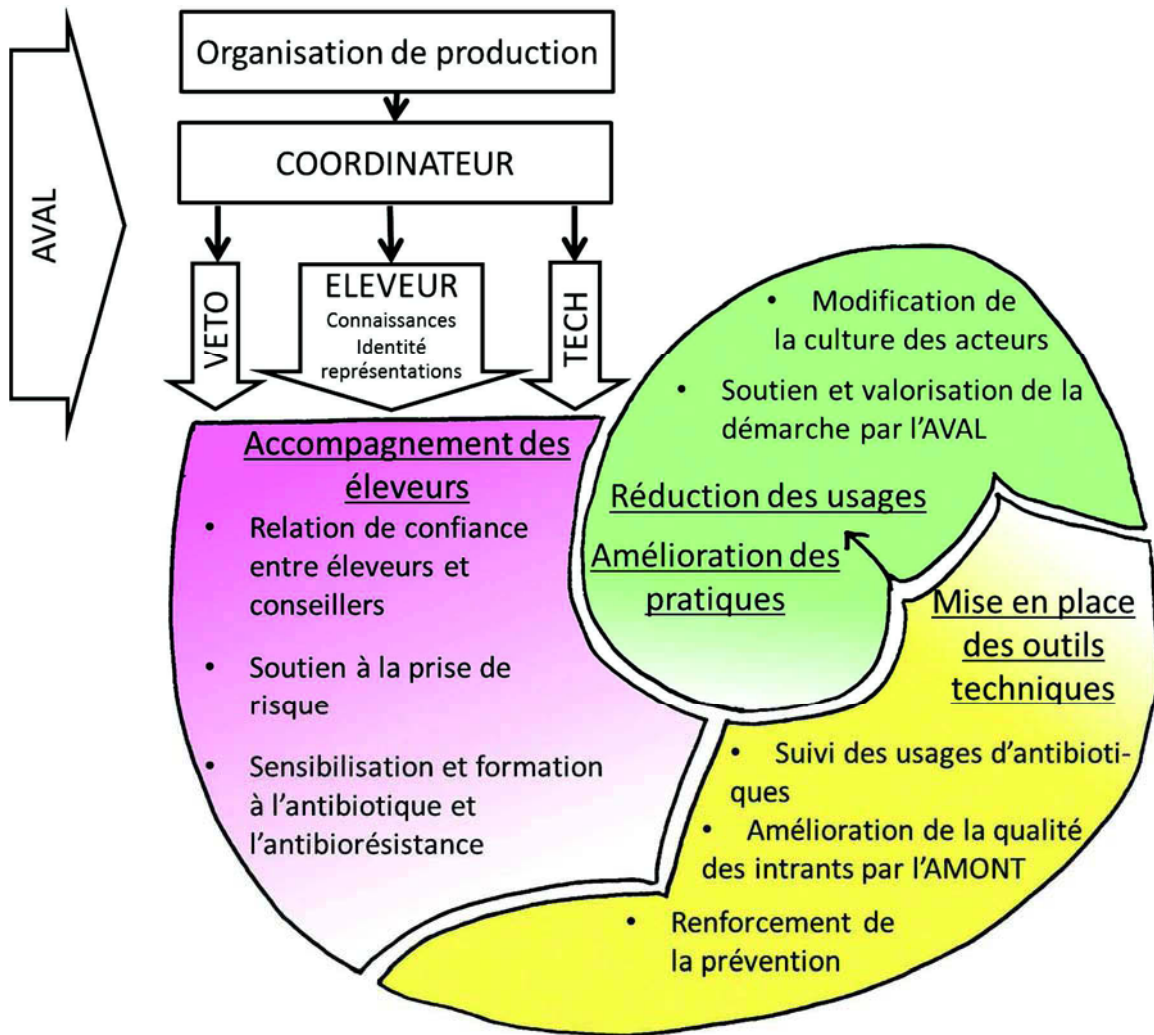 AVAL
Organisation de production
COORDINATEUR
VETO
ELEVEUR
Connaissances
Identité
représentations
TECH
Accompagnement des
éleveurs
• Relation de confiance
entre éleveurs et
conseillers
• Soutien à la prise de
risque
• Sensibilisation et formation
à l'antibiotique et
l'antibiorésistance
• Modification de
la culture des acteurs
• Soutien et valorisation de la
démarche par l'AVAL
Réduction des usages
Amélioration des
pratiques
Mise en place
des outils
techniques
• Suivi des usages d'antibioti-
ques
• Amélioration de la qualité
des intrants par l'AMONT
• Renforcement de
la prévention